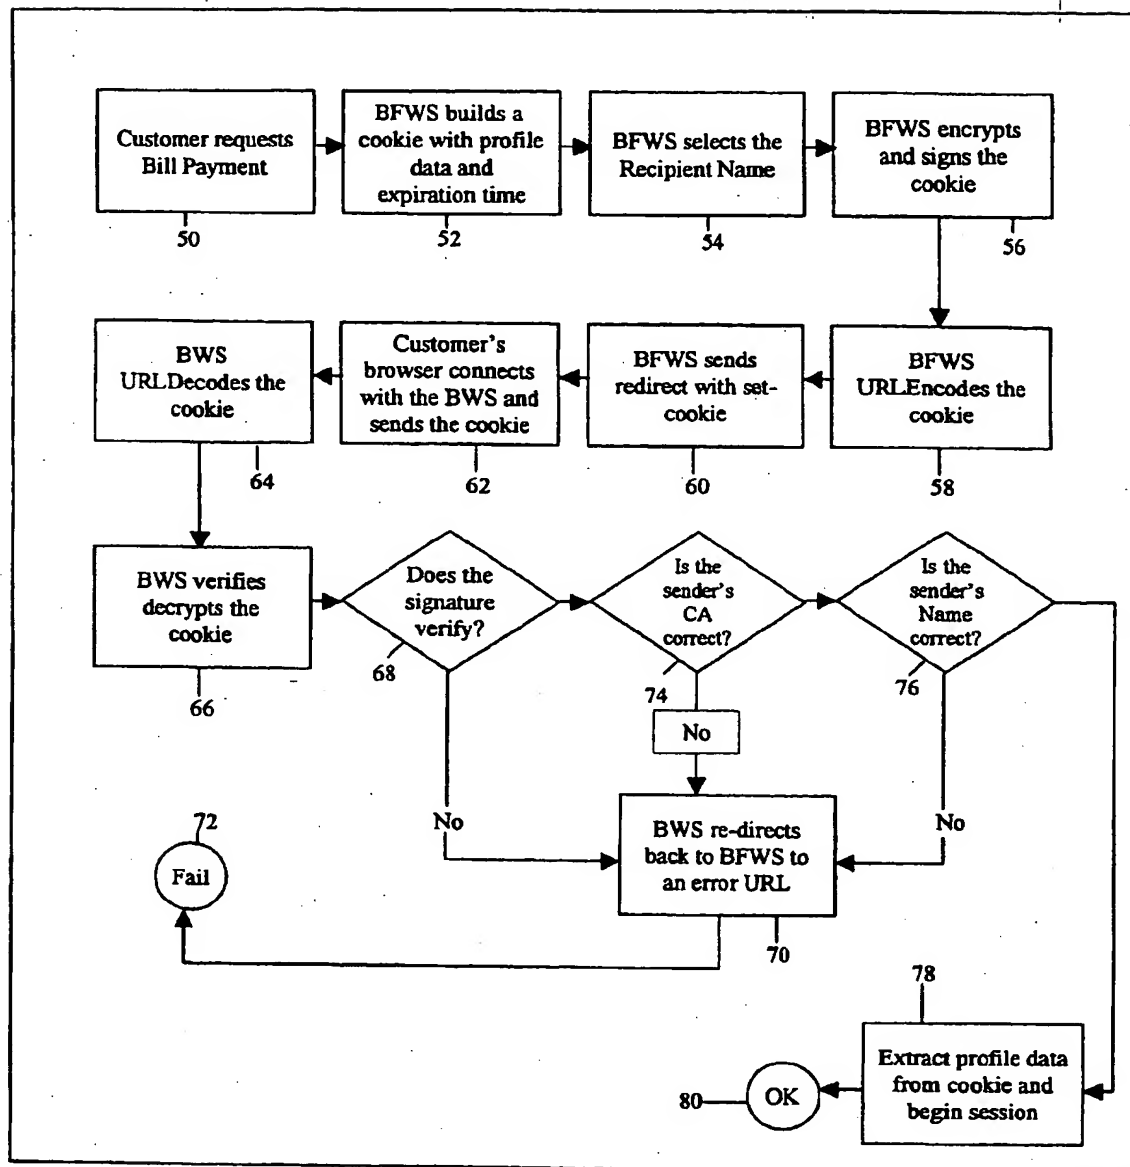 Customer requests
Bill Payment
50
BFWS builds a
cookie with profile
data and
expiration time
52
BFWS selects the
Recipient Name
54
BFWS encrypts
and signs the
cookie
56
BFWS
URLEncodes the
cookie
58
BFWS sends
redirect with set-
cookie
60
Customer's
browser connects
with the BWS and
sends the cookie
62
BWS
URLDecodes the
cookie
64
BWS verifies
decrypts the
cookie
66
Does the
signature
verify?
68
Is the
sender's
CA
correct?
74
Is the
sender's
Name
correct?
76
No
No
No
BWS re-directs
back to BFWS to
an error URL
70
72
Fail
78
Extract profile data
from cookie and
begin session
80
OK